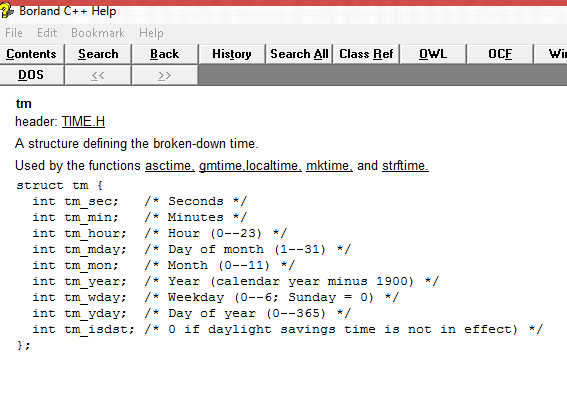 Borland C++ Help
File Edit Bookmark Help
Contents Search Back History Search All Class Ref OWL OCF
DOS << >>
tm
header: TIME.H
A structure defining the broken-down time.
Used by the functions asctime, gmtime,localtime, mktime, and strftime.
struct tm {
int tm_sec; /* Seconds */
int tm_min; /* Minutes */
int tm_hour; /* Hour (0--23) */
int tm_mday; /* Day of month (1--31) */
int tm_mon; /* Month (0--11) */
int tm_year; /* Year (calendar year minus 1900) */
int tm_wday; /* Weekday (0--6; Sunday = 0) */
int tm_yday; /* Day of year (0--365) */
int tm_isdst; /* 0 if daylight savings time is not in effect) */
};